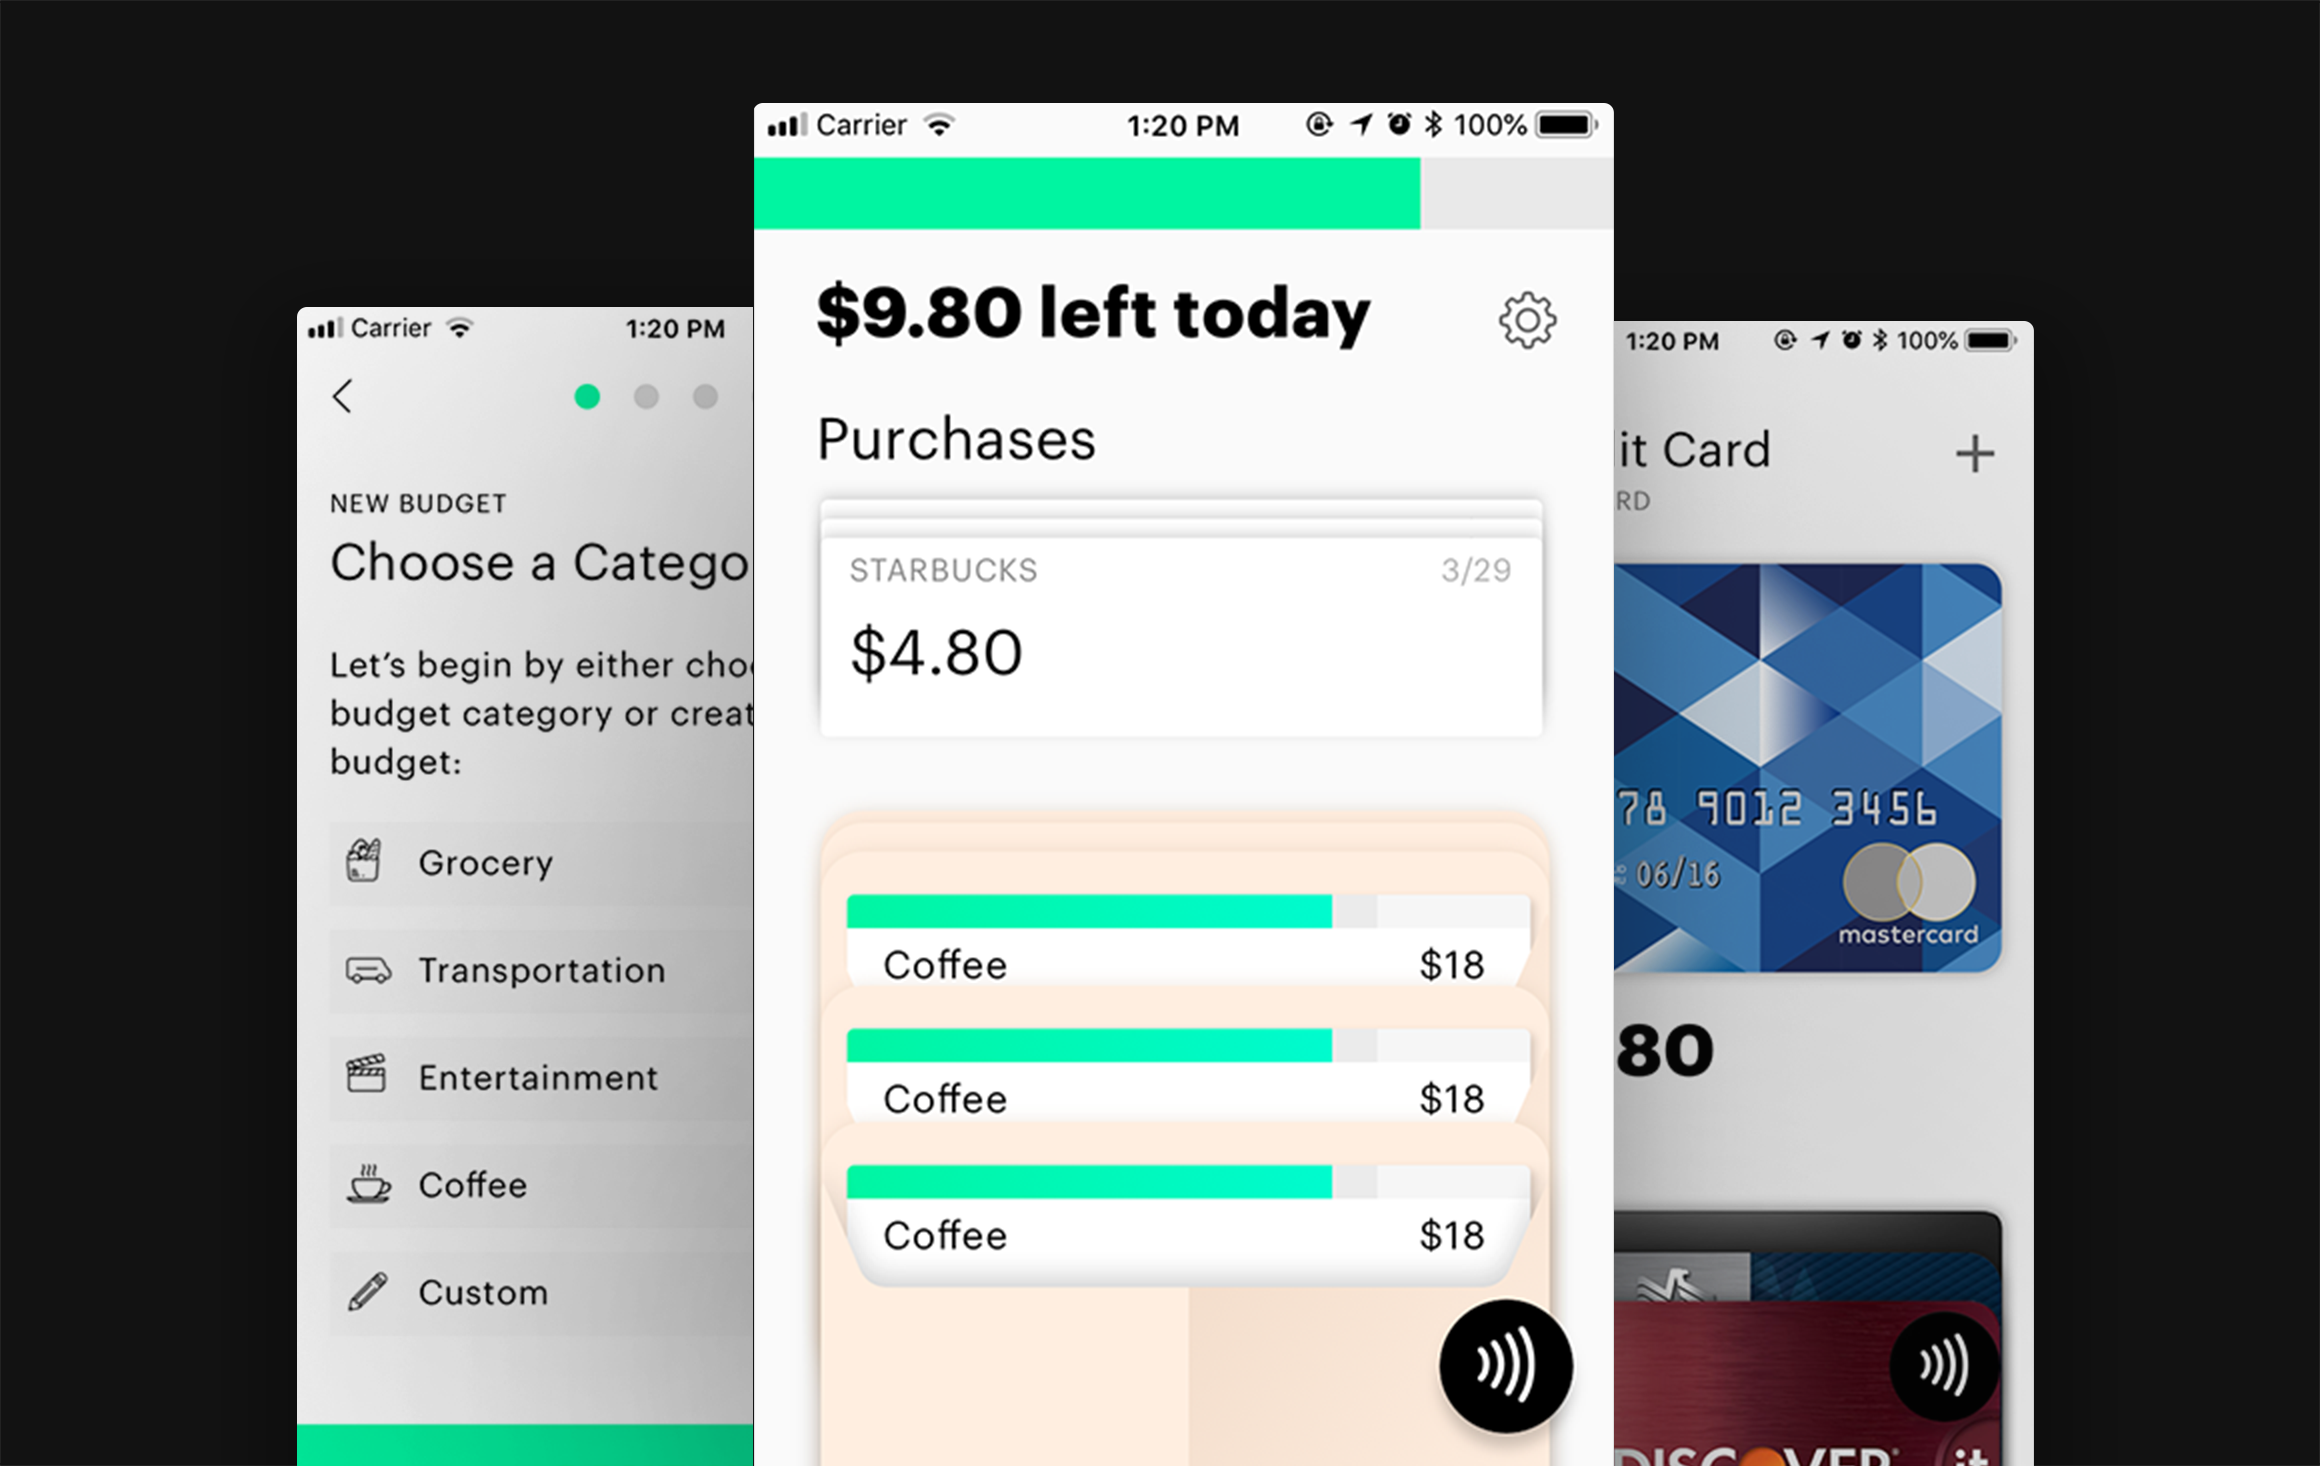 Carrier 1:20 PM
NEW BUDGET
Choose a Catego
Let's begin by either cho
budget category or creat
budget:
Grocery
Transportation
Entertainment
Coffee
Custom
Carrier 1:20 PM 100%
$9.80 left today
Purchases
STARBUCKS 3/29
$4.80
Coffee $18
Coffee $18
Coffee $18
1:20 PM 100%
it Card
RD
78 9012 3456
06/16
mastercard
80
DISCOVER
it